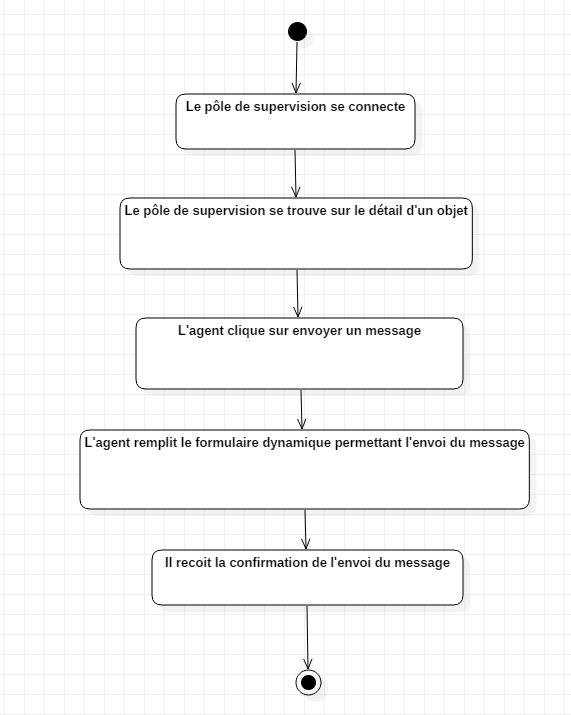 Le pôle de supervision se connecte
Le pôle de supervision se trouve sur le détail d'un objet
L'agent clique sur envoyer un message
L'agent remplit le formulaire dynamique permettant l'envoi du message
Il recoit la confirmation de l'envoi du message